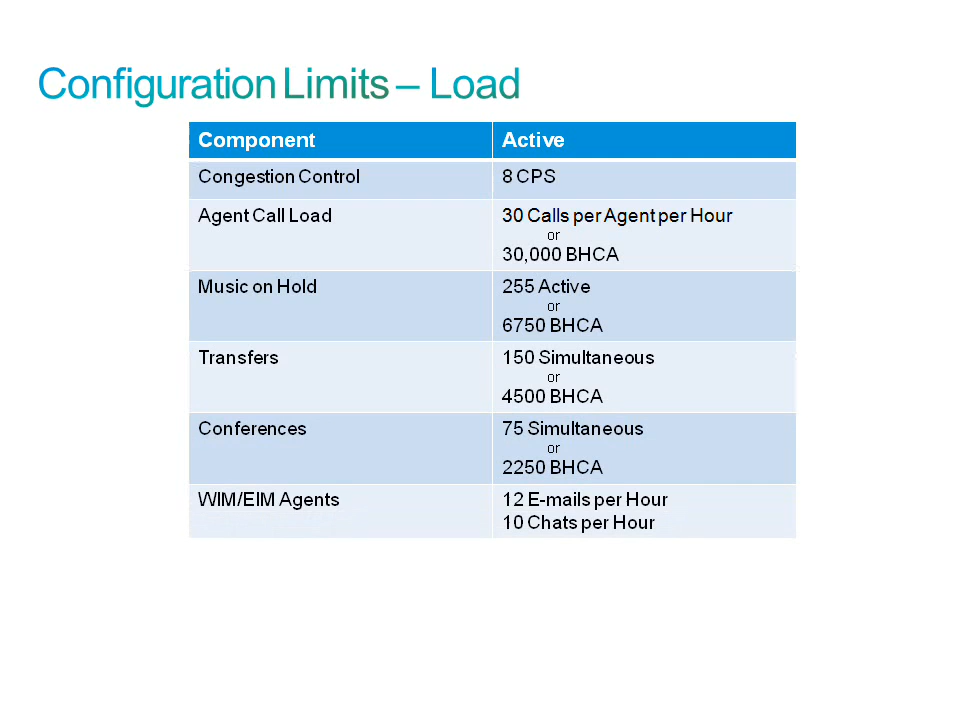 Configuration Limits – Load
Component Active
Congestion Control 8 CPS
Agent Call Load 30 Calls per Agent per Hour
or
30,000 BHCA
Music on Hold 255 Active
or
6750 BHCA
Transfers 150 Simultaneous
or
4500 BHCA
Conferences 75 Simultaneous
or
2250 BHCA
WIM/EIM Agents 12 E-mails per Hour
10 Chats per Hour